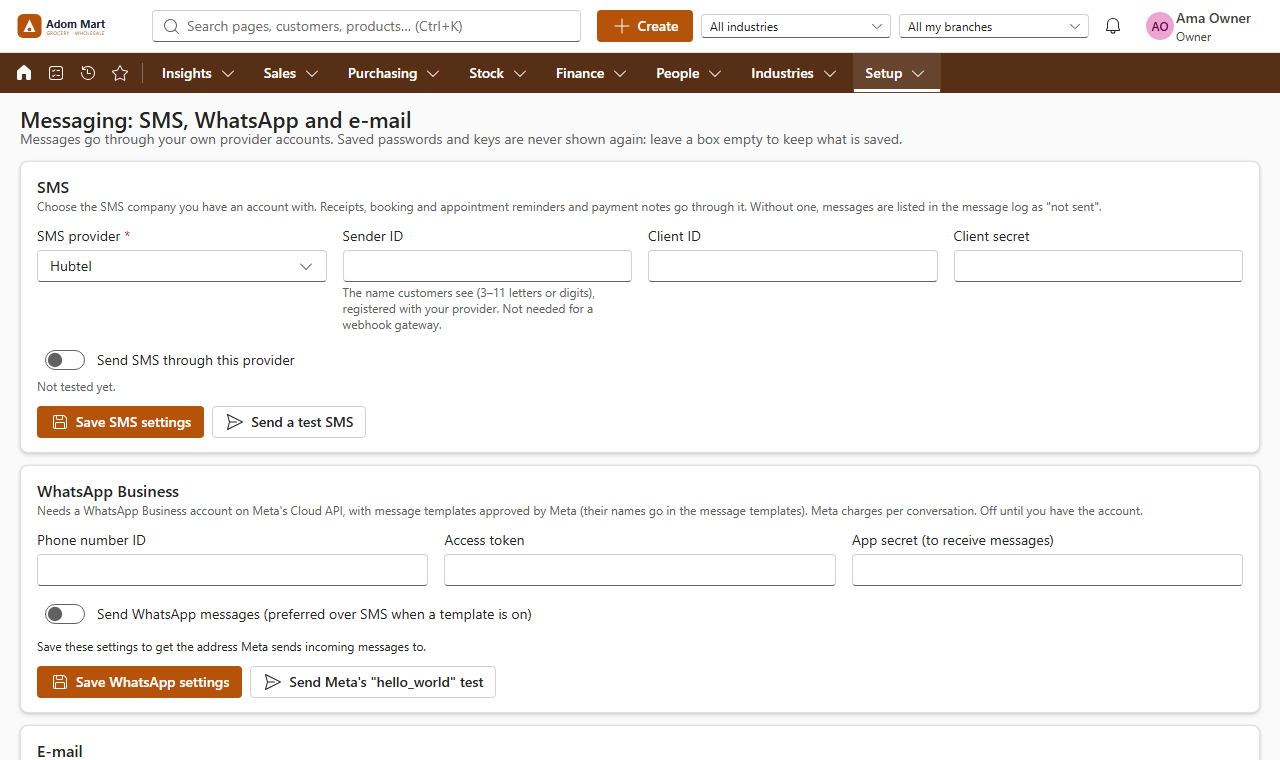 Adom Mart
GROCERY · WHOLESALE
Search pages, customers, products... (Ctrl+K)
Create
All industries
All my branches
AO
Ama Owner
Owner
Insights
Sales
Purchasing
Stock
Finance
People
Industries
Setup
Messaging: SMS, WhatsApp and e-mail
Messages go through your own provider accounts. Saved passwords and keys are never shown again: leave a box empty to keep what is saved.
SMS
Choose the SMS company you have an account with. Receipts, booking and appointment reminders and payment notes go through it. Without one, messages are listed in the message log as "not sent".
SMS provider *
Sender ID
Client ID
Client secret
Hubtel
The name customers see (3–11 letters or digits),
registered with your provider. Not needed for a
webhook gateway.
Send SMS through this provider
Not tested yet.
Save SMS settings
Send a test SMS
WhatsApp Business
Needs a WhatsApp Business account on Meta's Cloud API, with message templates approved by Meta (their names go in the message templates). Meta charges per conversation. Off until you have the account.
Phone number ID
Access token
App secret (to receive messages)
Send WhatsApp messages (preferred over SMS when a template is on)
Save these settings to get the address Meta sends incoming messages to.
Save WhatsApp settings
Send Meta's "hello_world" test
E-mail